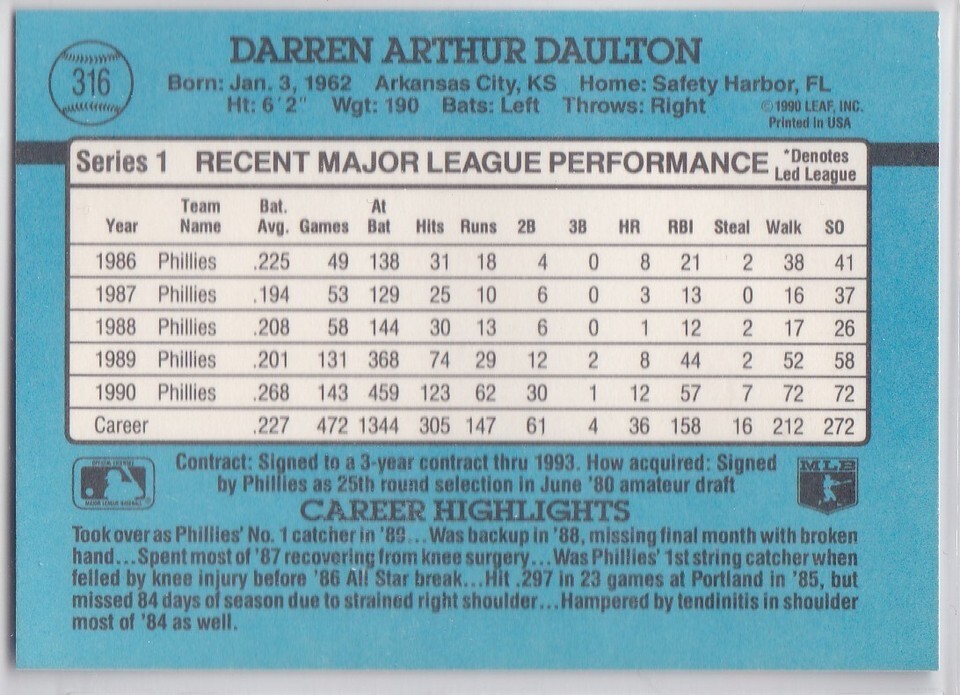 316
DARREN ARTHUR DAULTON
Born: Jan. 3, 1962 Arkansas City, KS Home: Safety Harbor, FL
Ht: 6' 2" Wgt: 190 Bats: Left Throws: Right
©1990 LEAF, INC.
Printed in USA
Series 1 RECENT MAJOR LEAGUE PERFORMANCE
*Denotes
Led League
Year Team Name Bat. Avg. Games At Bat Hits Runs 2B 3B HR RBI Steal Walk SO
1986 Phillies .225 49 138 31 18 4 0 8 21 2 38 41
1987 Phillies .194 53 129 25 10 6 0 3 13 0 16 37
1988 Phillies .208 58 144 30 13 6 0 1 12 2 17 26
1989 Phillies .201 131 368 74 29 12 2 8 44 2 52 58
1990 Phillies .268 143 459 123 62 30 1 12 57 7 72 72
Career .227 472 1344 305 147 61 4 36 158 16 212 272
Contract: Signed to a 3-year contract thru 1993. How acquired: Signed
by Phillies as 25th round selection in June '80 amateur draft
MLB
CAREER HIGHLIGHTS
Took over as Phillies' No. 1 catcher in '89...Was backup in '88, missing final month with broken
hand...Spent most of '87 recovering from knee surgery...Was Phillies' 1st string catcher when
felled by knee injury before '86 All Star break...Hit .297 in 23 games at Portland in '85, but
missed 84 days of season due to strained right shoulder...Hampered by tendinitis in shoulder
most of '84 as well.